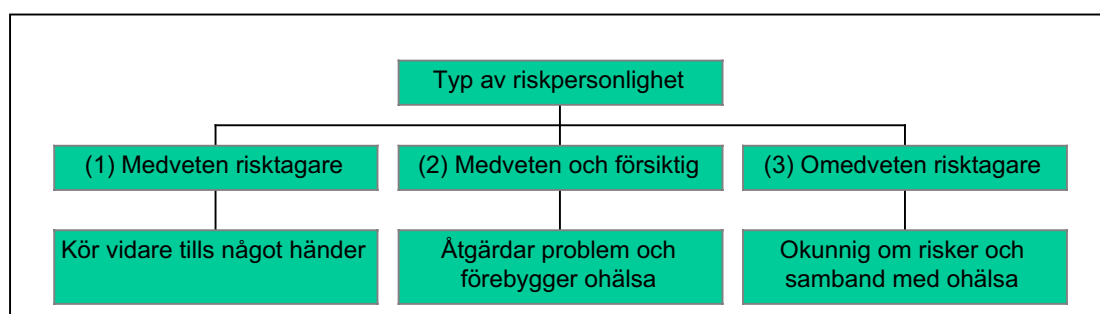 Typ av riskpersonlighet
(1) Medveten risktagare
(2) Medveten och försiktig
(3) Omedveten risktagare
Kör vidare tills något händer
Åtgärdar problem och
förebygger ohälsa
Okunnig om risker och
samband med ohälsa